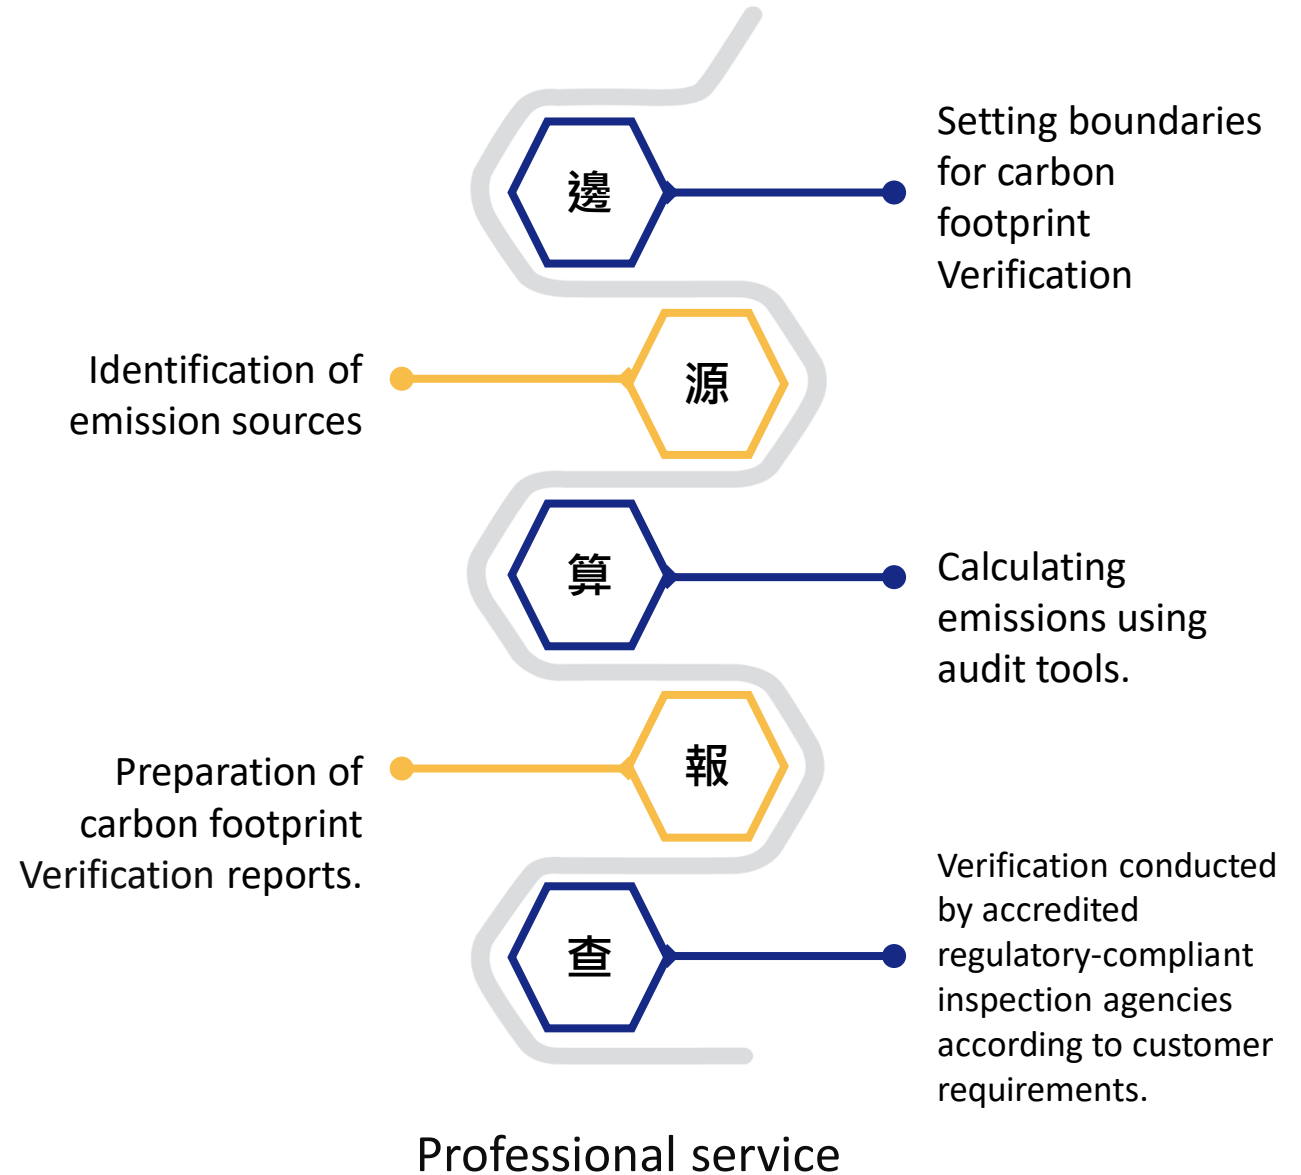 邊
Setting boundaries
for carbon
footprint
Verification
源
Identification of
emission sources
算
Calculating
emissions using
audit tools.
報
Preparation of
carbon footprint
Verification reports.
查
Verification conducted
by accredited
regulatory-compliant
inspection agencies
according to customer
requirements.
Professional service